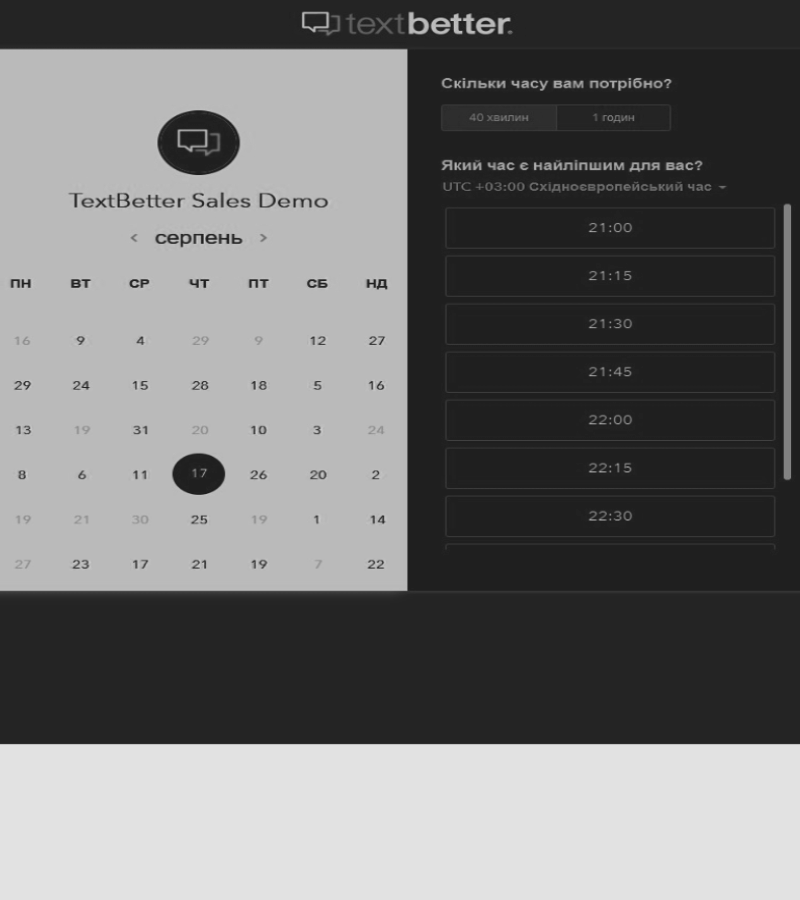 textbetter.
TextBetter Sales Demo
< серпень >
ПН ВТ СР ЧТ ПТ СБ НД
16 9 4 29 9 12 27
29 24 15 28 18 5 16
13 19 31 20 10 3 24
8 6 11 17 26 20 2
19 21 30 25 19 1 14
27 23 17 21 19 7 22
Скільки часу вам потрібно?
40 хвилин 1 годин
Який час є найліпшим для вас?
UTC +03:00 Східноєвропейський час
21:00
21:15
21:30
21:45
22:00
22:15
22:30